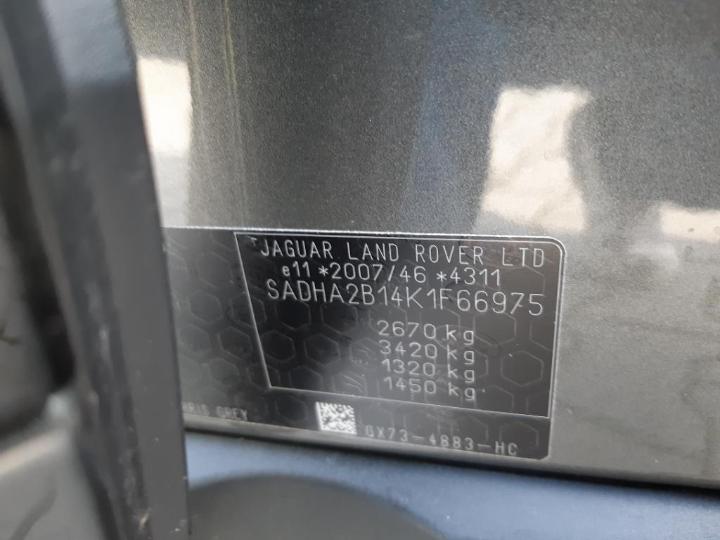 JAGUAR LAND ROVER LTD
e11 *2007/46 *4311
SADHA2B14K1F66975
2670 kg
3420 kg
1320 kg
1450 kg
GREY
GX73-4883-HC